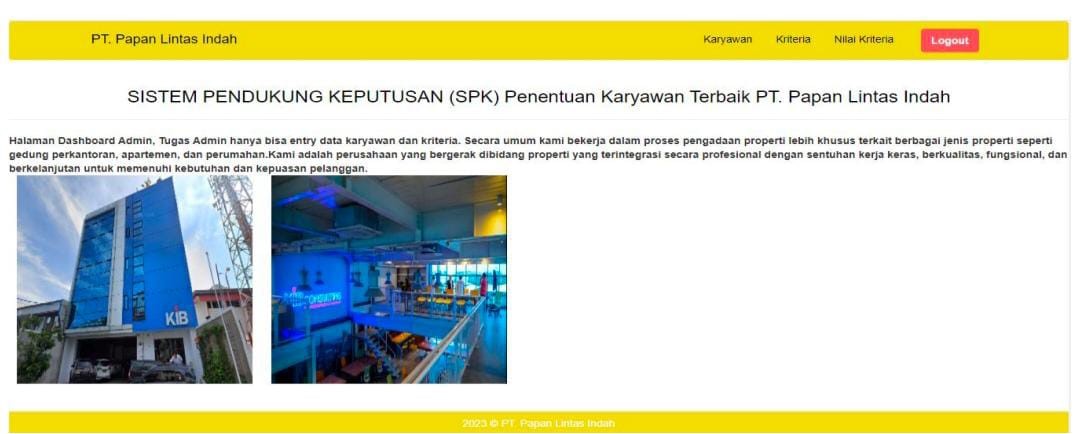 PT. Papan Lintas Indah Karyawan Kriteria Nilai Kriteria Logout
SISTEM PENDUKUNG KEPUTUSAN (SPK) Penentuan Karyawan Terbaik PT. Papan Lintas Indah
Halaman Dashboard Admin, Tugas Admin hanya bisa entry data karyawan dan kriteria. Secara umum kami bekerja dalam proses pengadaan properti lebih khusus terkait berbagai jenis properti seperti
gedung perkantoran, apartemen, dan perumahan.Kami adalah perusahaan yang bergerak dibidang properti yang terintegrasi secara profesional dengan sentuhan kerja keras, berkualitas, fungsional, dan
berkelanjutan untuk memenuhi kebutuhan dan kepuasan pelanggan.
KIB
2023 © PT. Papan Lintas Indah